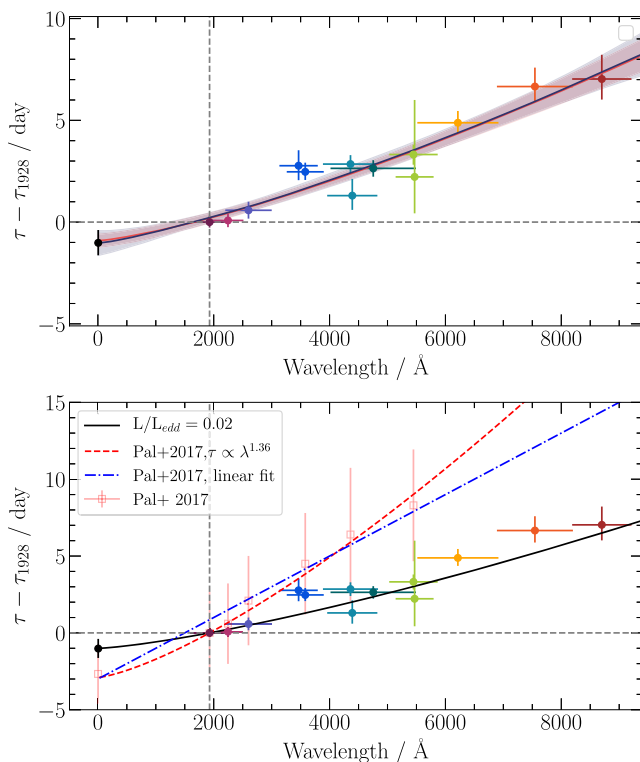 10
5
0
−5
τ − τ1928 / day
0 2000 4000 6000 8000
Wavelength / Å
15
10
5
0
−5
τ − τ1928 / day
L/Ledd = 0.02
Pal+2017,τ ∝ λ^1.36
Pal+2017, linear fit
Pal+ 2017
0 2000 4000 6000 8000
Wavelength / Å